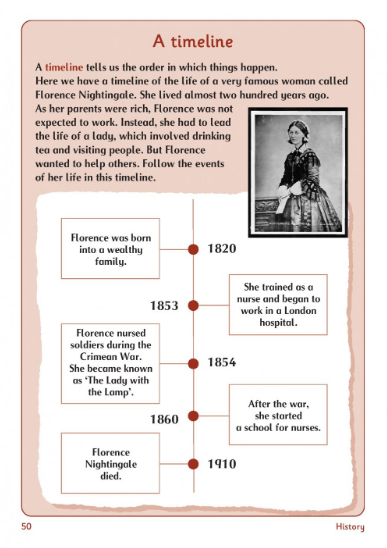 A timeline
A timeline tells us the order in which things happen.
Here we have a timeline of the life of a very famous woman called
Florence Nightingale. She lived almost two hundred years ago.
As her parents were rich, Florence was not
expected to work. Instead, she had to lead
the life of a lady, which involved drinking
tea and visiting people. But Florence
wanted to help others. Follow the events
of her life in this timeline.
Florence was born
into a wealthy
family.
1820
She trained as a
nurse and began to
work in a London
hospital.
1853
Florence nursed
soldiers during the
Crimean War.
She became known
as ‘The Lady with
the Lamp’.
1854
After the war,
she started
a school for nurses.
1860
Florence
Nightingale
died.
1910
50
History